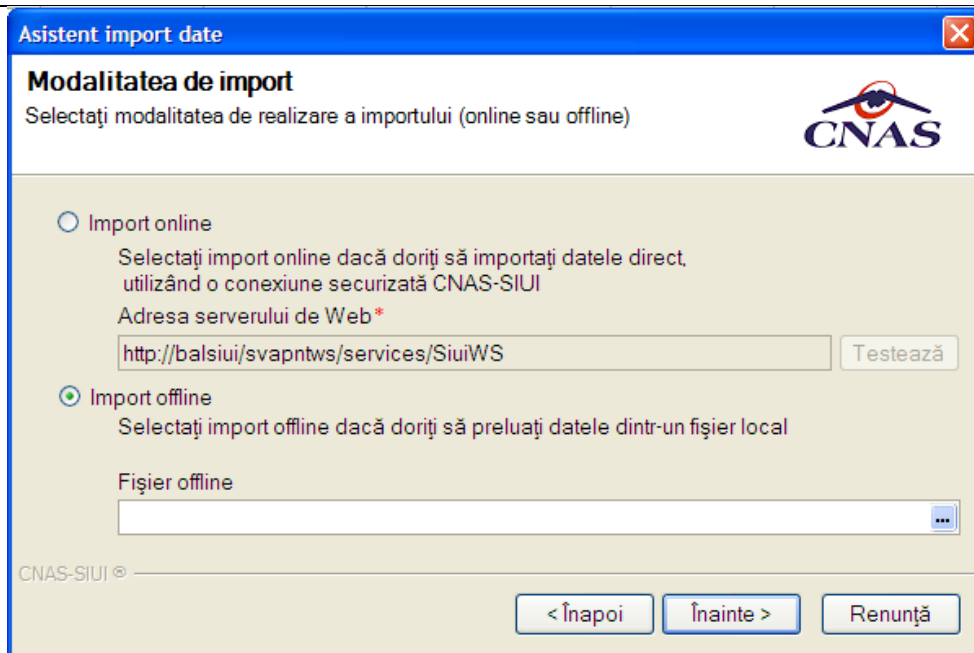 Asistent import date
Modalitatea de import
Selectaţi modalitatea de realizare a importului (online sau offline)
CNAS
Import online
Selectaţi import online dacă doriţi să importaţi datele direct,
utilizând o conexiune securizată CNAS-SIUI
Adresa serverului de Web*
http://balsiui/svapntws/services/SiuiWS
Testează
Import offline
Selectaţi import offline dacă doriţi să preluaţi datele dintr-un fişier local
Fişier offline
...
CNAS-SIUI ®
< Înapoi Înainte > Renunţă